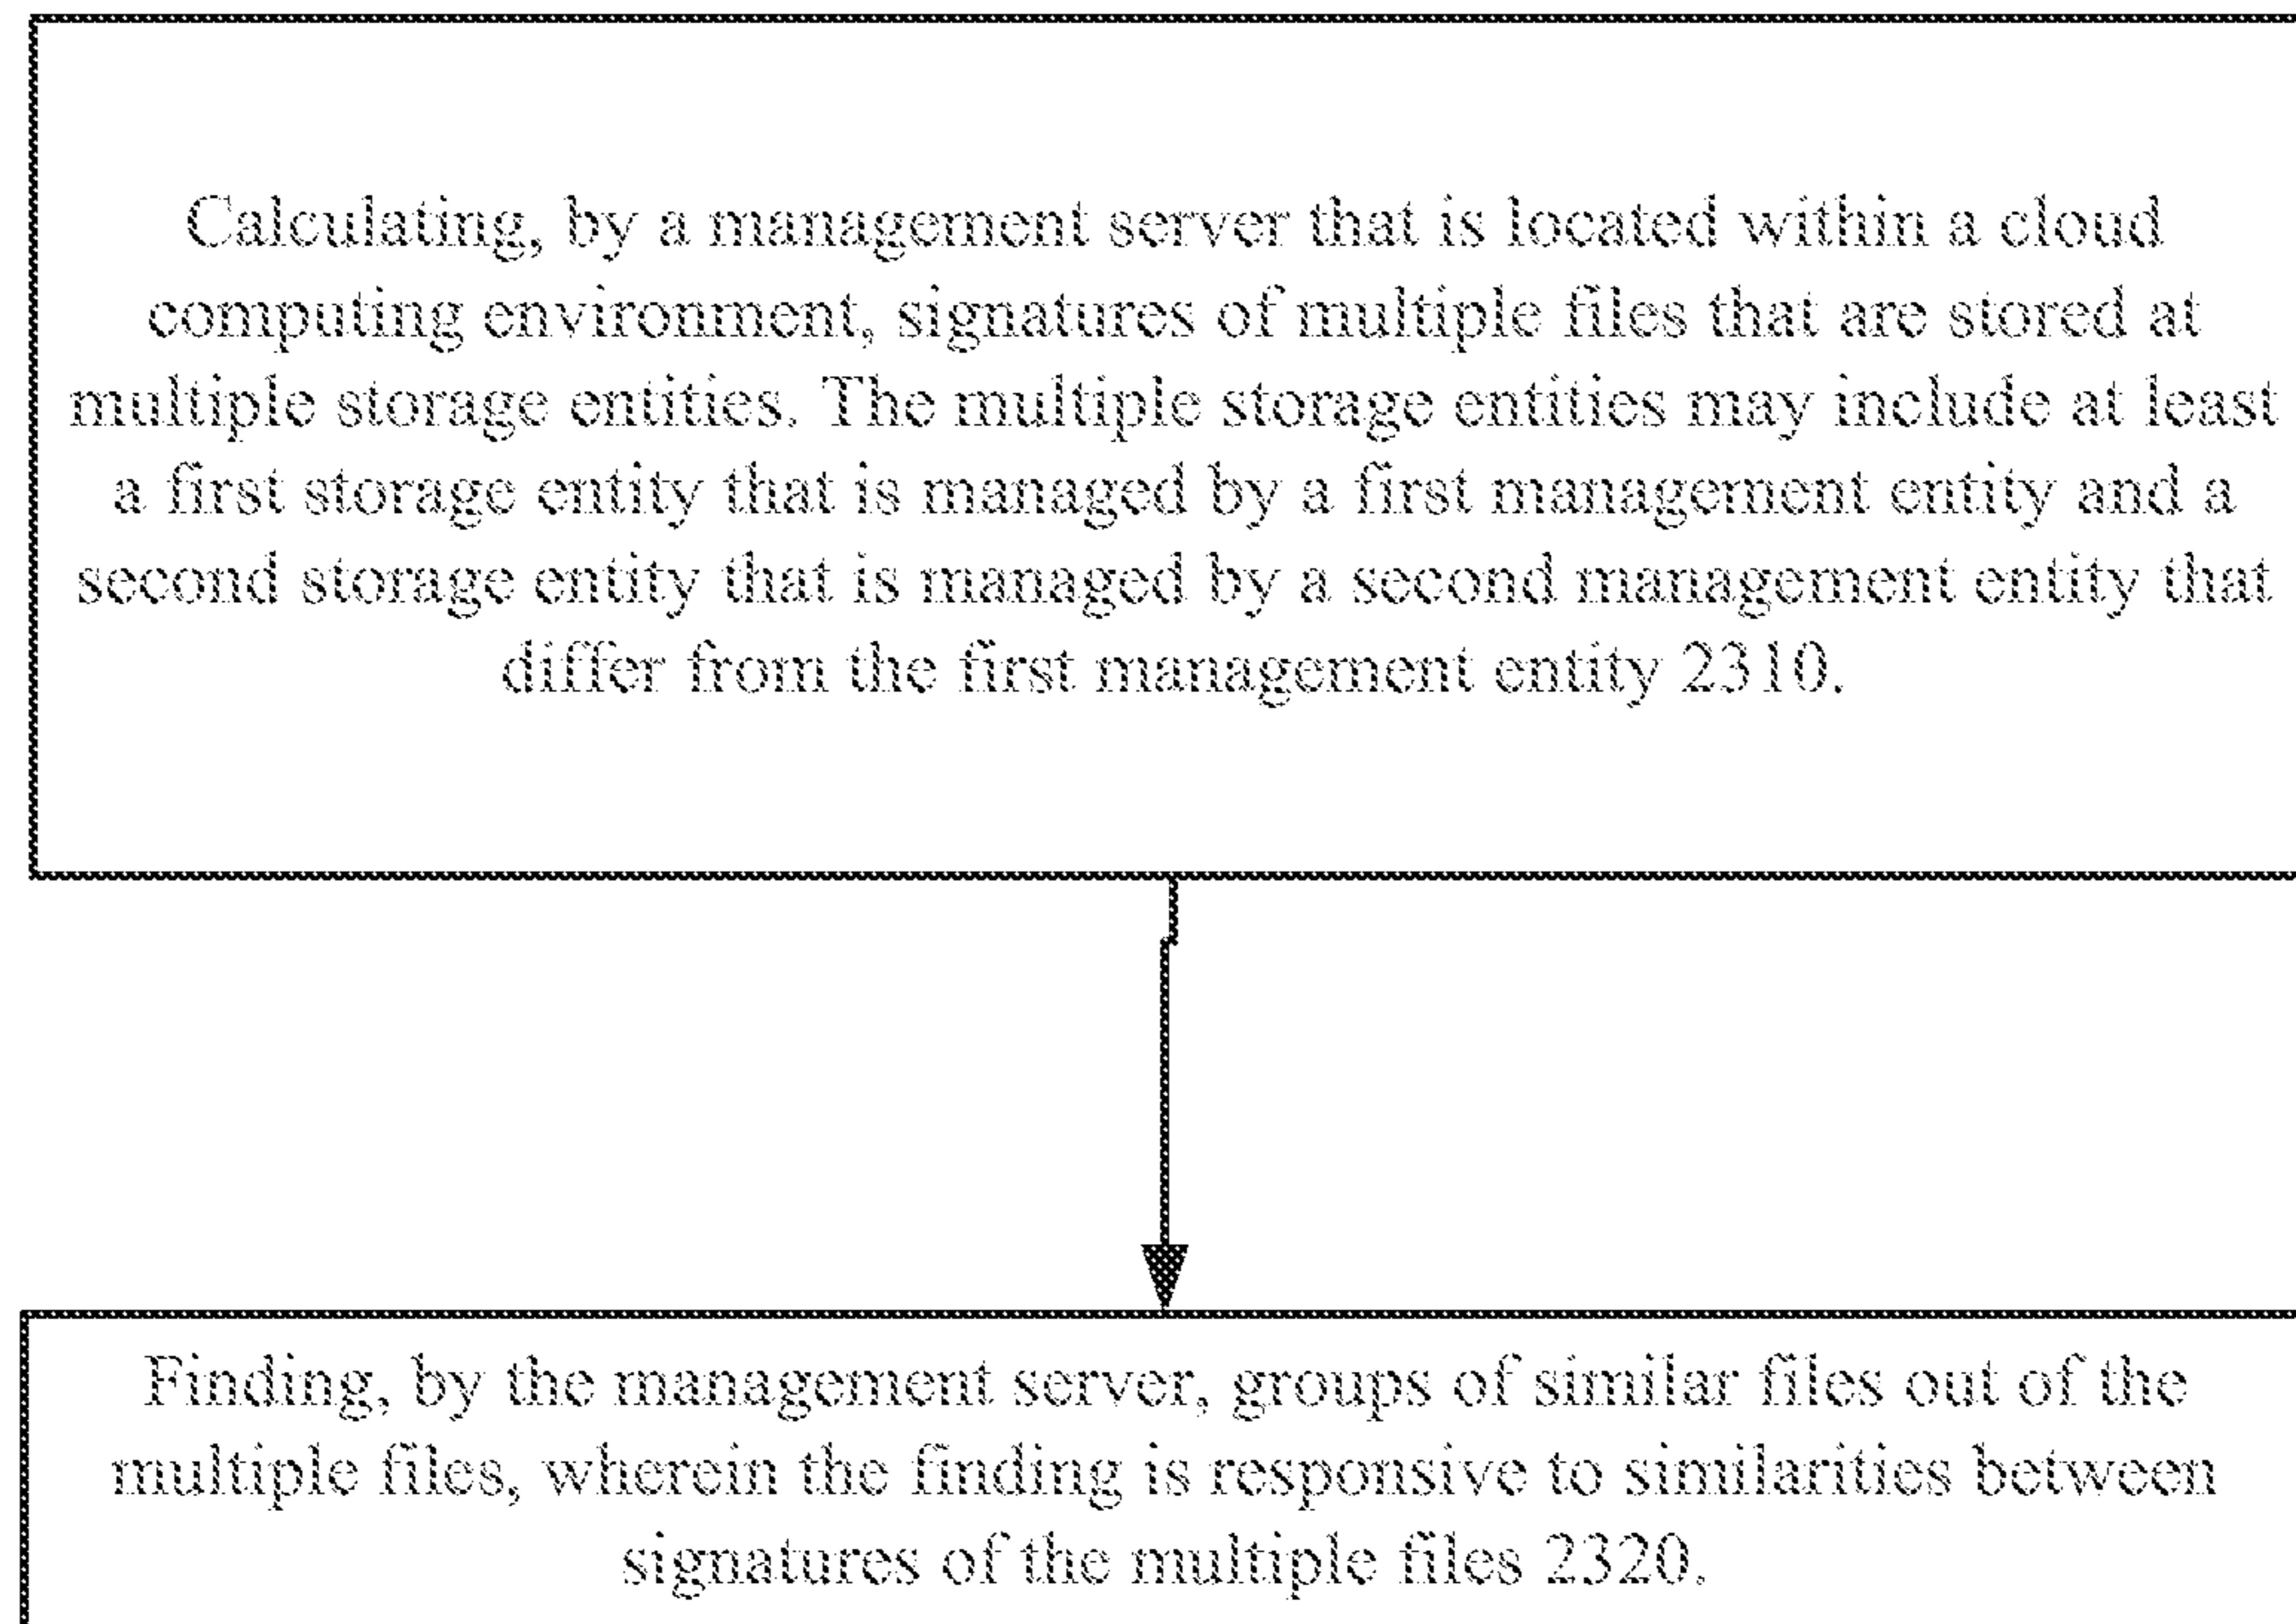 Calculating, by a management server that is located within a cloud
computing environment, signatures of multiple files that are stored at
multiple storage entities. The multiple storage entities may include at least
a first storage entity that is managed by a first management entity and a
second storage entity that is managed by a second management entity that
differ from the first management entity 2310.
Finding, by the management server, groups of similar files out of the
multiple files, wherein the finding is responsive to similarities between
signatures of the multiple files 2320.